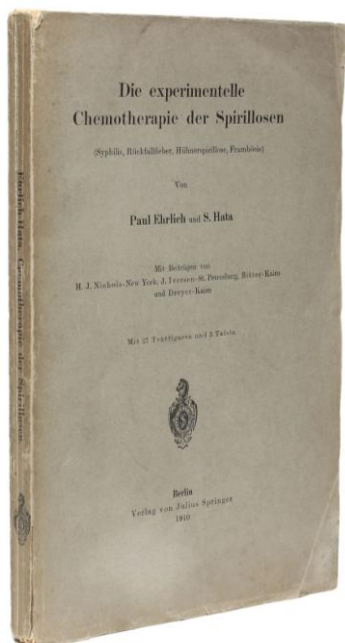 Ehrlich-Hata, Chemotherapie der Spirillosen.
Die experimentelle
Chemotherapie der Spirillosen
(Syphilis, Rückfallfieber, Hühnerspirillose, Frambösie)
Von
Paul Ehrlich und S. Hata
Mit Beiträgen von
H. J. Nichols-New York, J. Iversen-St. Petersburg, Bitter-Kairo
und Dreyer-Kairo
Mit 27 Textfiguren und 5 Tafeln
Berlin
Verlag von Julius Springer
1910